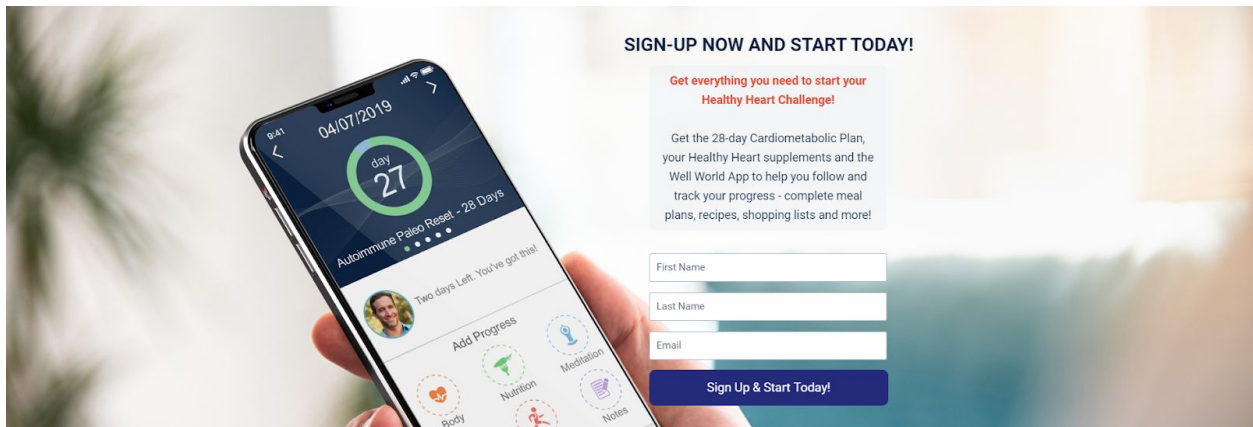 SIGN-UP NOW AND START TODAY!
Get everything you need to start your
Healthy Heart Challenge!
Get the 28-day Cardiometabolic Plan,
your Healthy Heart supplements and the
Well World App to help you follow and
track your progress - complete meal
plans, recipes, shopping lists and more!
First Name
Last Name
Email
Sign Up & Start Today!
9:41
04/07/2019
day
27
Autoimmune Paleo Reset - 28 Days
Two days Left. You've got this!
Add Progress
Body
Nutrition
Meditation
Notes